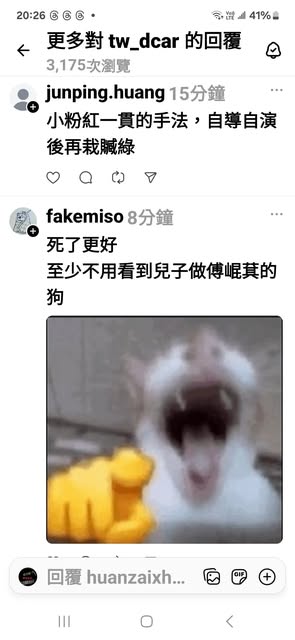 20:26
VoLTE
41%
更多對 tw_dcar 的回覆
3,175次瀏覽
junping.huang 15分鐘
小粉紅一貫的手法，自導自演
後再栽贓綠
fakemiso 8分鐘
死了更好
至少不用看到兒子做傅崐萁的
狗
回覆 huanzaixh...
GIF